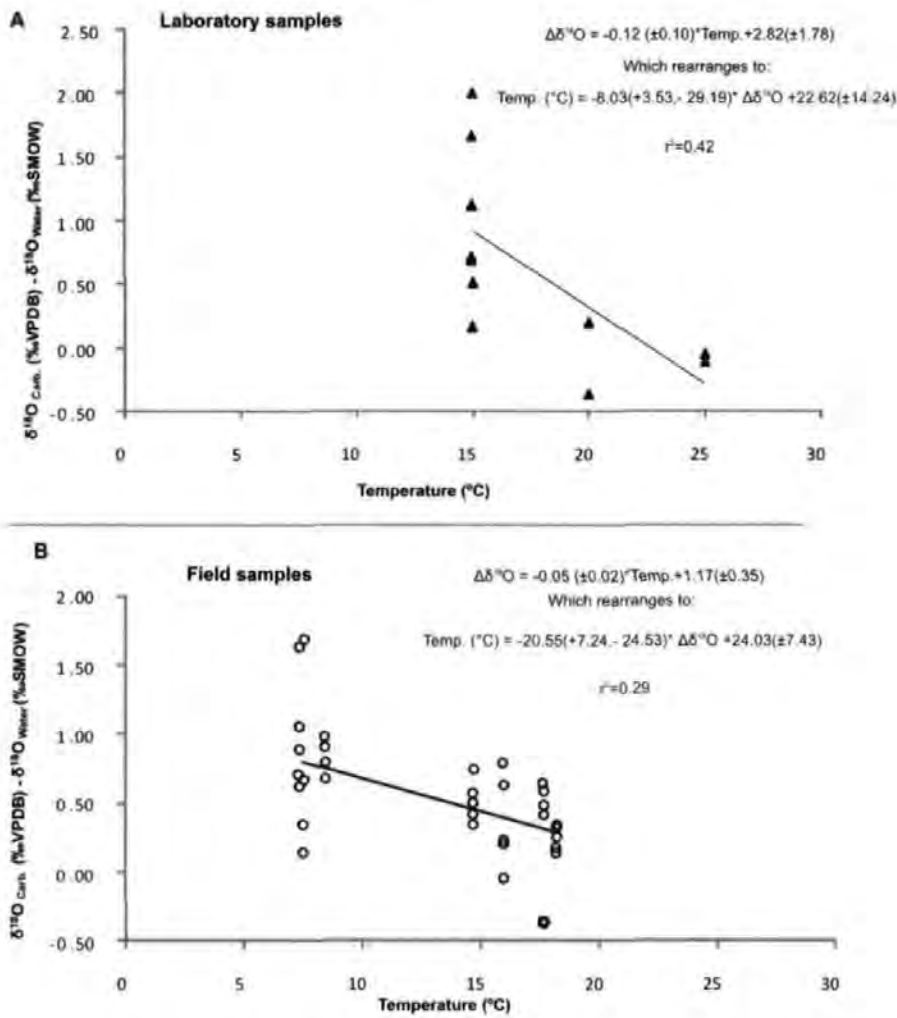 A
Laboratory samples
Δδ¹⁸O = -0.12 (±0.10)*Temp.+2.82(±1.78)
Which rearranges to:
Temp. (°C) = -8.03(+3.53,- 29.19)* Δδ¹⁸O +22.62(±14.24)
r²=0.42
δ¹⁸O Carb. (‰VPDB) - δ¹⁸O Water (‰SMOW)
2.50
2.00
1.50
1.00
0.50
0.00
-0.50
0 5 10 15 20 25 30
Temperature (°C)
B
Field samples
Δδ¹⁸O = -0.05 (±0.02)*Temp.+1.17(±0.35)
Which rearranges to:
Temp. (°C) = -20.55(+7.24,- 24.53)* Δδ¹⁸O +24.03(±7.43)
r²=0.29
δ¹⁸O Carb. (‰VPDB) - δ¹⁸O Water (‰SMOW)
2.00
1.50
1.00
0.50
0.00
-0.50
0 5 10 15 20 25 30
Temperature (°C)